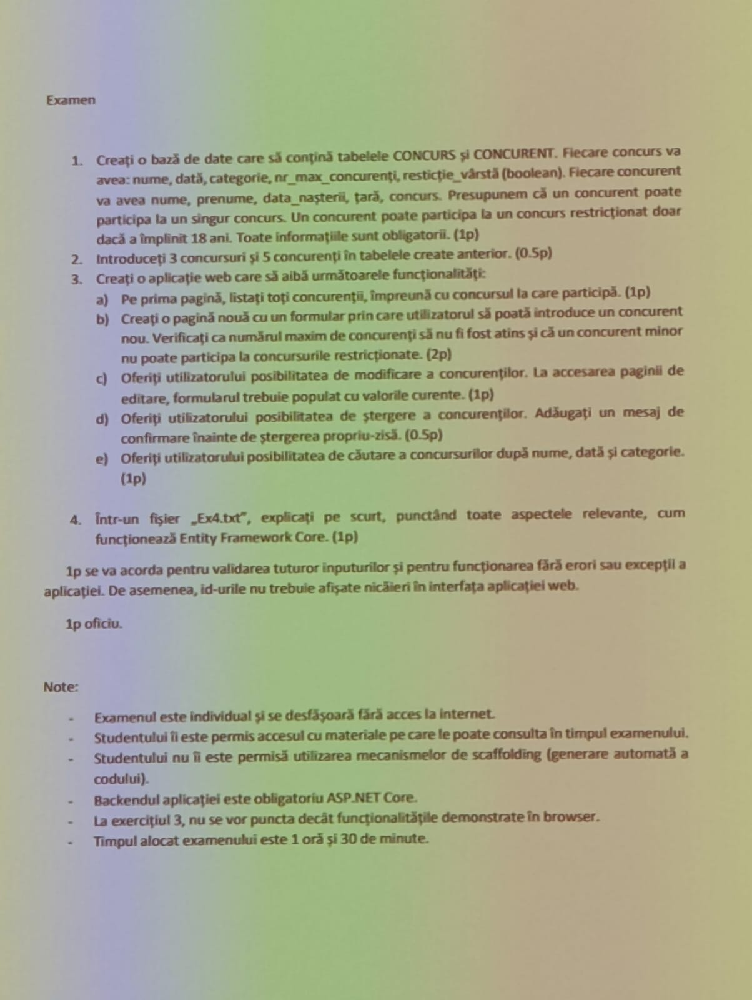 Examen
1. Creați o bază de date care să conțină tabelele CONCURS și CONCURENT. Fiecare concurs va
avea: nume, dată, categorie, nr_max_concurenți, resticție_vârstă (boolean). Fiecare concurent
va avea nume, prenume, data_nașterii, țară, concurs. Presupunem că un concurent poate
participa la un singur concurs. Un concurent poate participa la un concurs restricționat doar
dacă a împlinit 18 ani. Toate informațiile sunt obligatorii. (1p)
2. Introduceți 3 concursuri și 5 concurenți în tabelele create anterior. (0.5p)
3. Creați o aplicație web care să aibă următoarele funcționalități:
a) Pe prima pagină, listați toți concurenții, împreună cu concursul la care participă. (1p)
b) Creați o pagină nouă cu un formular prin care utilizatorul să poată introduce un concurent
nou. Verificați ca numărul maxim de concurenți să nu fi fost atins și că un concurent minor
nu poate participa la concursurile restricționate. (2p)
c) Oferiți utilizatorului posibilitatea de modificare a concurenților. La accesarea paginii de
editare, formularul trebuie populat cu valorile curente. (1p)
d) Oferiți utilizatorului posibilitatea de ștergere a concurenților. Adăugați un mesaj de
confirmare înainte de ștergerea propriu-zisă. (0.5p)
e) Oferiți utilizatorului posibilitatea de căutare a concursurilor după nume, dată și categorie.
(1p)
4. Într-un fișier „Ex4.txt”, explicați pe scurt, punctând toate aspectele relevante, cum
funcționează Entity Framework Core. (1p)
1p se va acorda pentru validarea tuturor inputurilor și pentru funcționarea fără erori sau excepții a
aplicației. De asemenea, id-urile nu trebuie afișate nicăieri în interfața aplicației web.
1p oficiu.
Note:
- Examenul este individual și se desfășoară fără acces la internet.
- Studentului îi este permis accesul cu materiale pe care le poate consulta în timpul examenului.
- Studentului nu îi este permisă utilizarea mecanismelor de scaffolding (generare automată a
codului).
- Backendul aplicației este obligatoriu ASP.NET Core.
- La exercițiul 3, nu se vor puncta decât funcționalitățile demonstrate în browser.
- Timpul alocat examenului este 1 oră și 30 de minute.